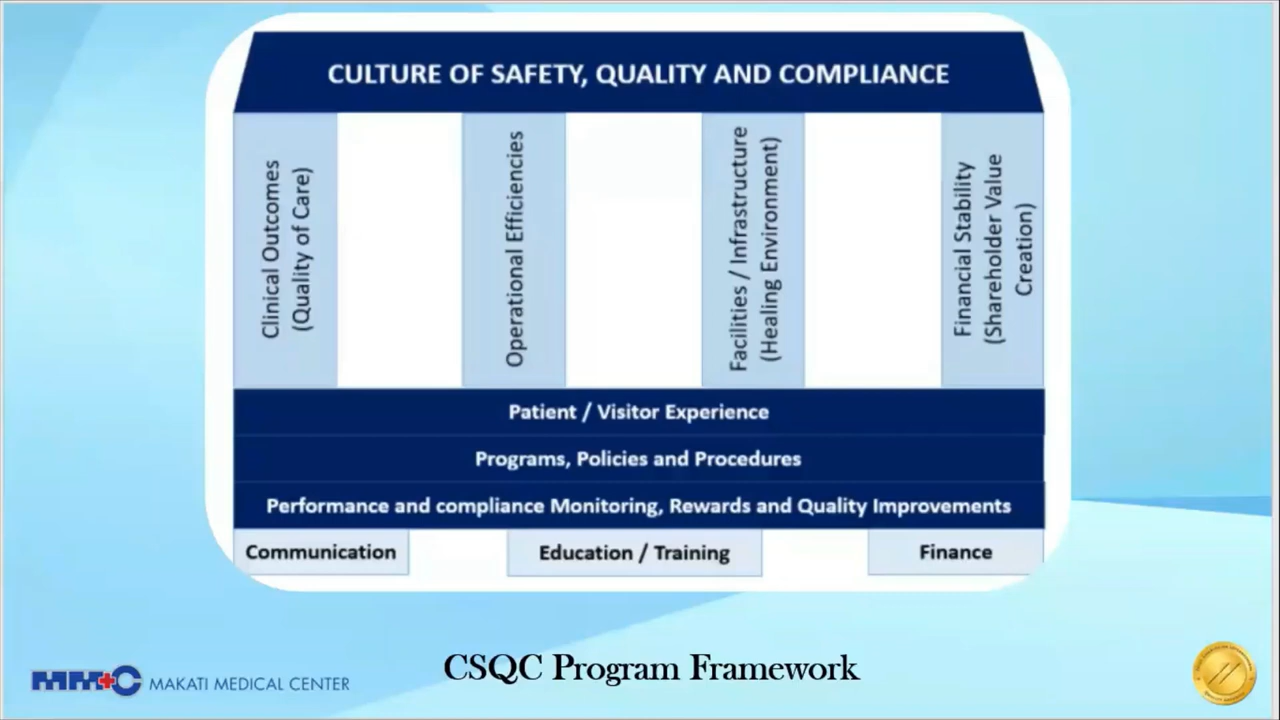 CULTURE OF SAFETY, QUALITY AND COMPLIANCE
Clinical Outcomes
(Quality of Care)
Operational Efficiencies
Facilities / Infrastructure
(Healing Environment)
Financial Stability
(Shareholder Value
Creation)
Patient / Visitor Experience
Programs, Policies and Procedures
Performance and compliance Monitoring, Rewards and Quality Improvements
Communication
Education / Training
Finance
CSQC Program Framework
MMC MAKATI MEDICAL CENTER